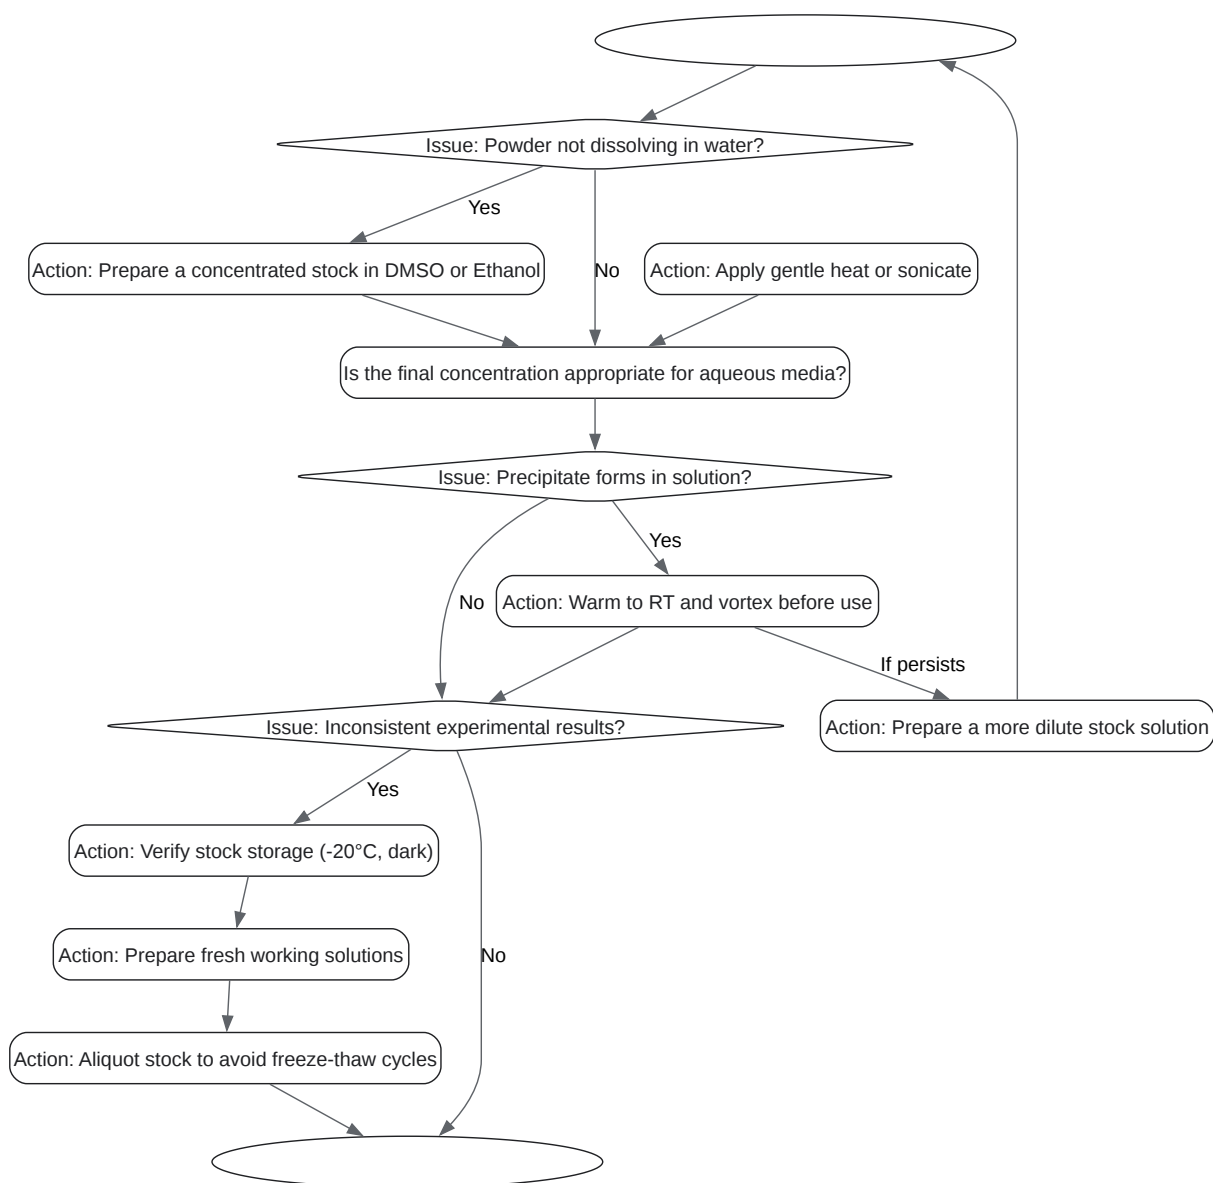 Issue: Powder not dissolving in water?
Yes
Action: Prepare a concentrated stock in DMSO or Ethanol
No
Action: Apply gentle heat or sonicate
Is the final concentration appropriate for aqueous media?
Issue: Precipitate forms in solution?
Yes
No
Action: Warm to RT and vortex before use
If persists
Issue: Inconsistent experimental results?
Action: Prepare a more dilute stock solution
Yes
Action: Verify stock storage (-20°C, dark)
Action: Prepare fresh working solutions
No
Action: Aliquot stock to avoid freeze-thaw cycles